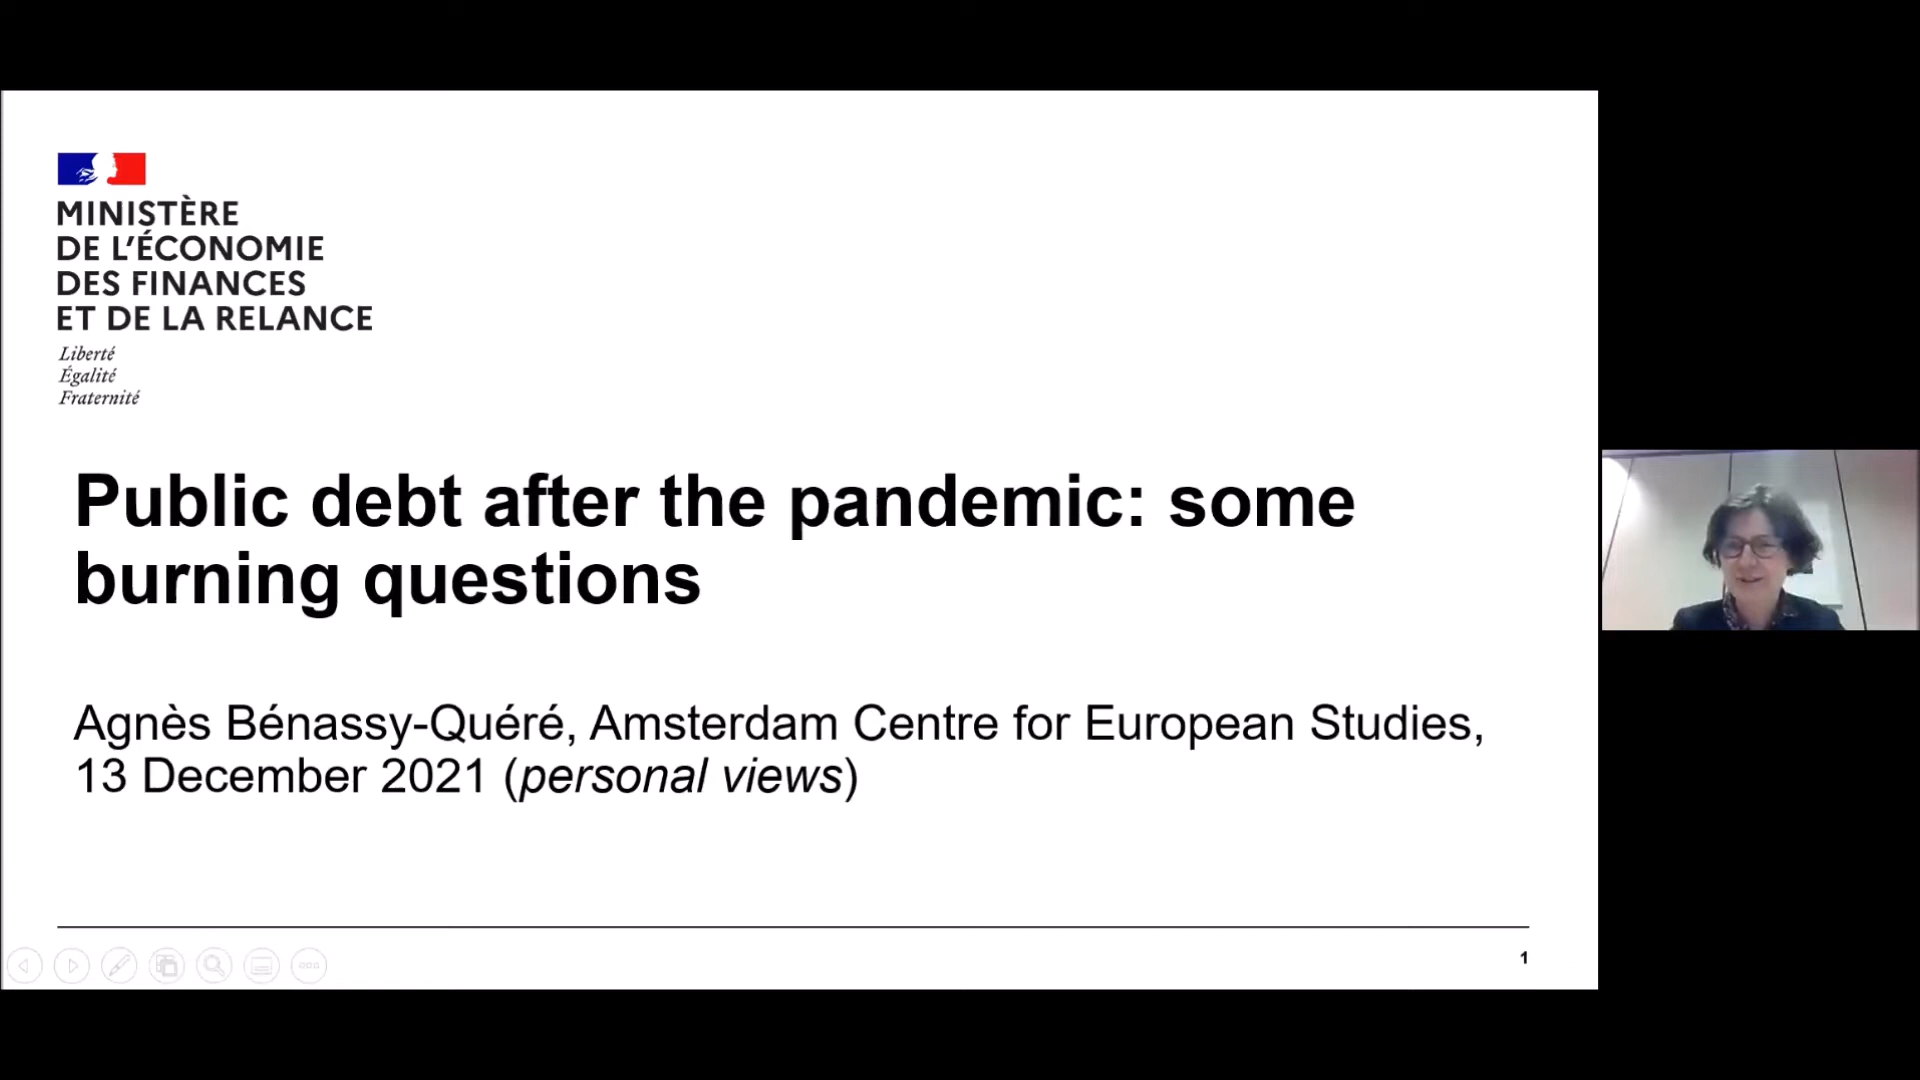 MINISTÈRE
DE L'ÉCONOMIE
DES FINANCES
ET DE LA RELANCE
Liberté
Égalité
Fraternité
Public debt after the pandemic: some
burning questions
Agnès Bénassy-Quéré, Amsterdam Centre for European Studies,
13 December 2021 (personal views)
1